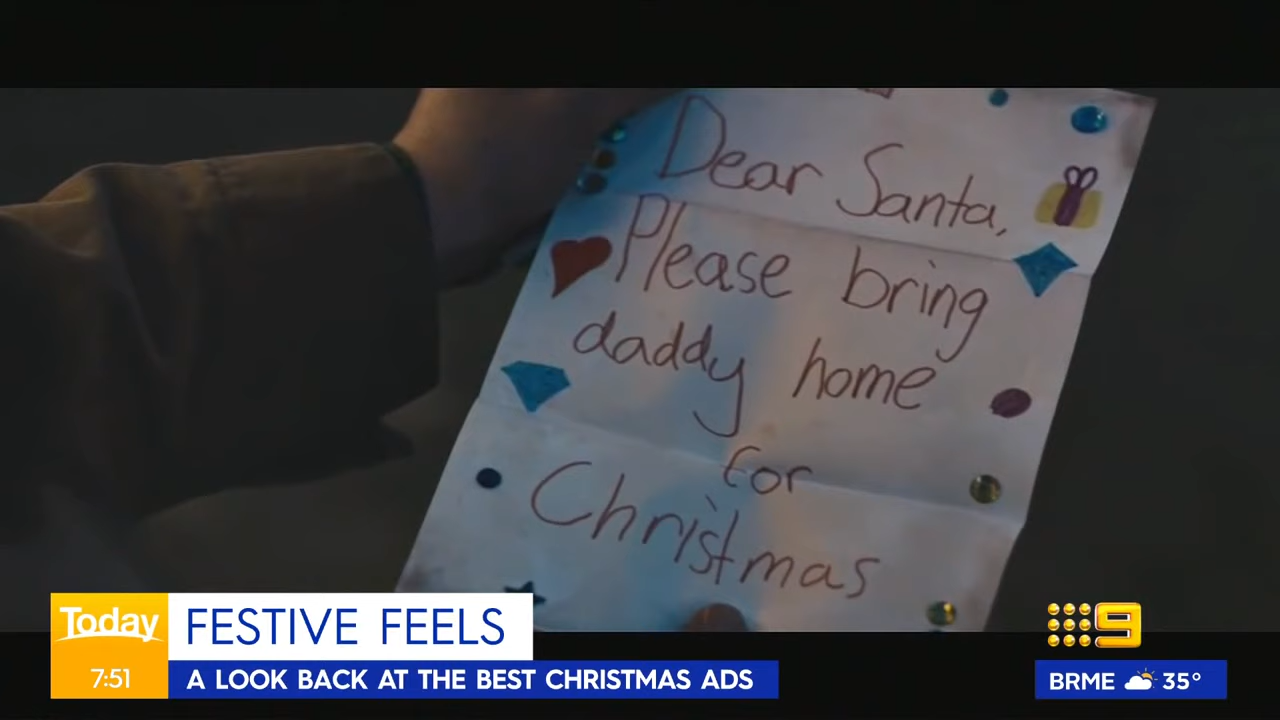 Dear Santa,
Please bring
daddy home
for
Christmas
Today
FESTIVE FEELS
7:51
A LOOK BACK AT THE BEST CHRISTMAS ADS
9
BRME 35°